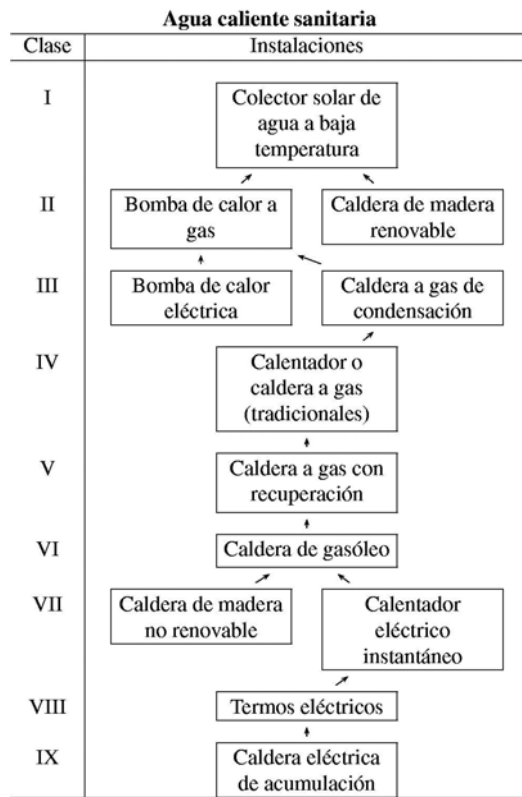 Agua caliente sanitaria
Clase Instalaciones
I
Colector solar de
agua a baja
temperatura
II
Bomba de calor a
gas
Caldera de madera
renovable
III
Bomba de calor
eléctrica
Caldera a gas de
condensación
IV
Calentador o
caldera a gas
(tradicionales)
V
Caldera a gas con
recuperación
VI
Caldera de gasóleo
VII
Caldera de madera
no renovable
Calentador
eléctrico
instantáneo
VIII
Termos eléctricos
IX
Caldera eléctrica
de acumulación